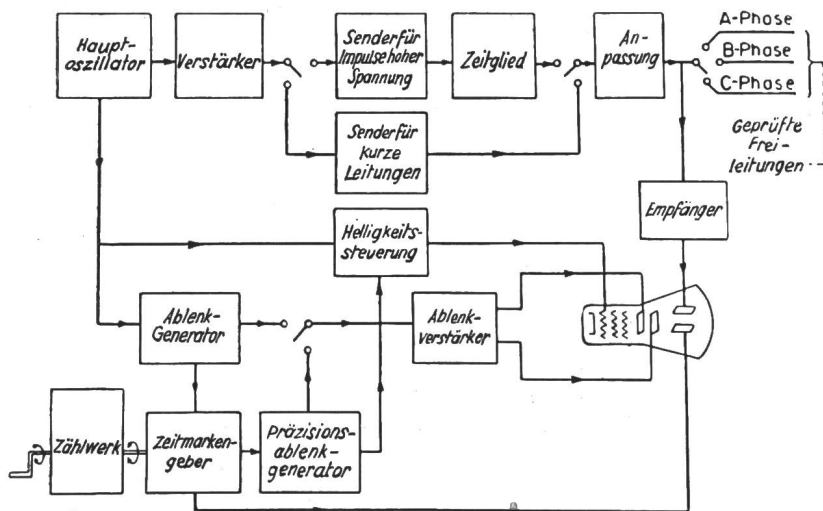 Haupt-
oszillator
Verstärker
Sender für
Impulse hoher
Spannung
Zeitglied
An-
passung
A-Phase
B-Phase
C-Phase
Geprüfte
Frei-
leitungen
Sender für
Kurze
Leitungen
Empfänger
Helligkeits-
steuerung
Ablenk-
Generator
Ablenk-
verstärker
Zählwerk
Zeitmarken-
geber
Präzisions-
ablenk-
generator